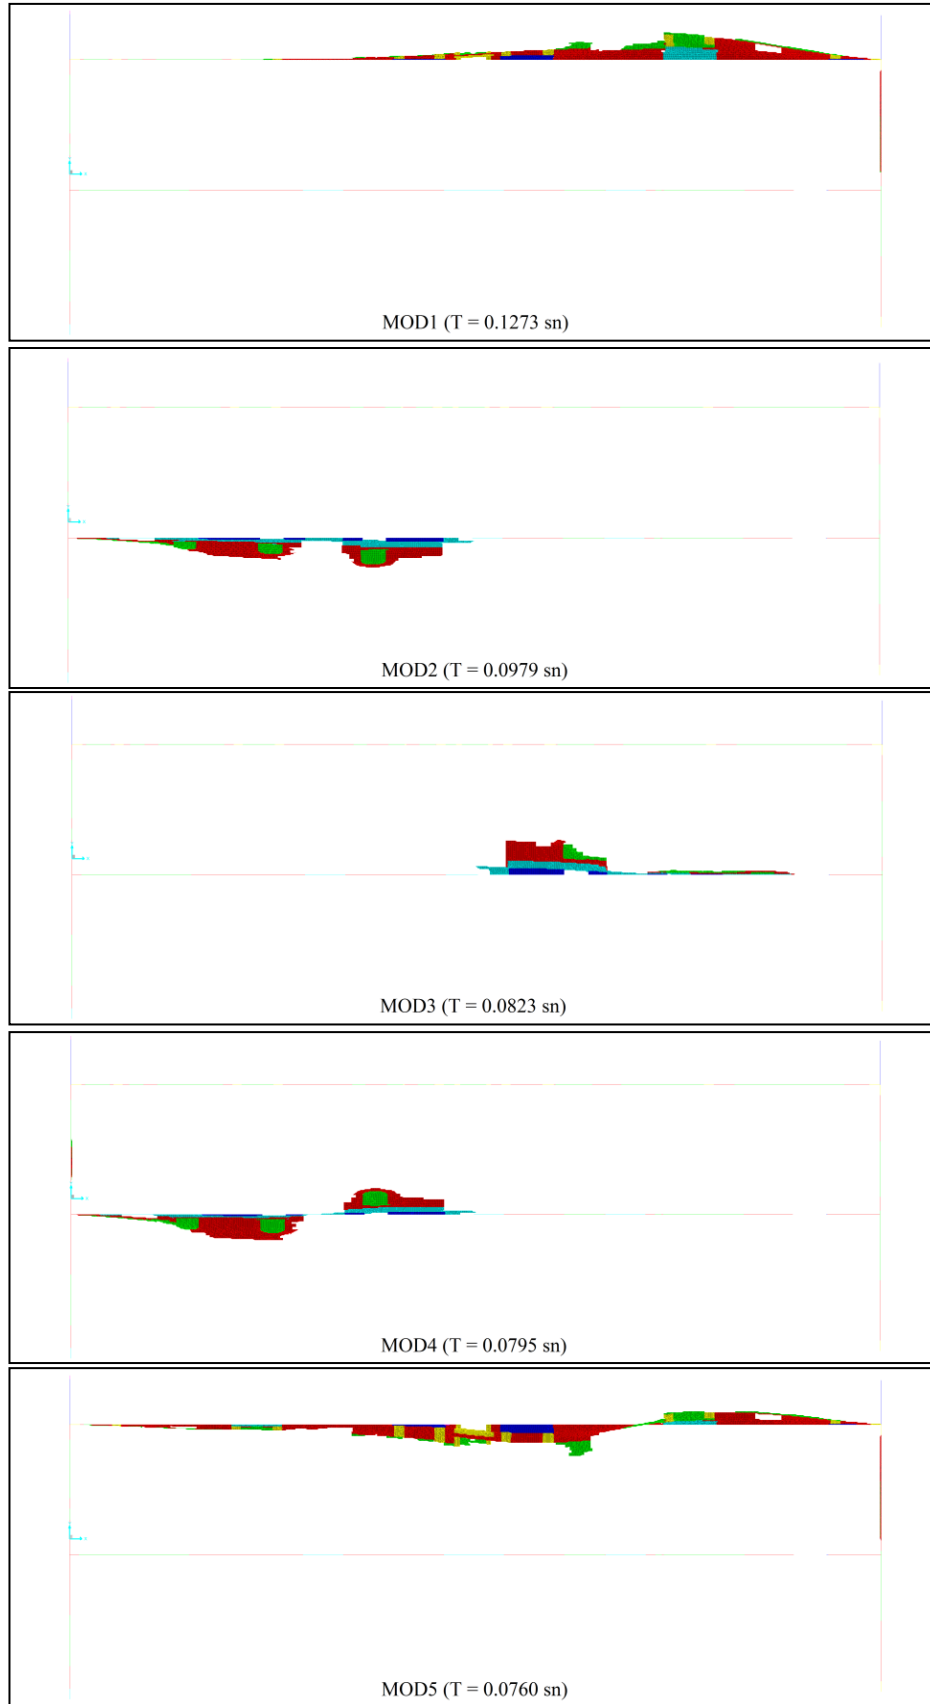 MOD1 (T = 0.1273 sn)
MOD2 (T = 0.0979 sn)
MOD3 (T = 0.0823 sn)
MOD4 (T = 0.0795 sn)
MOD5 (T = 0.0760 sn)